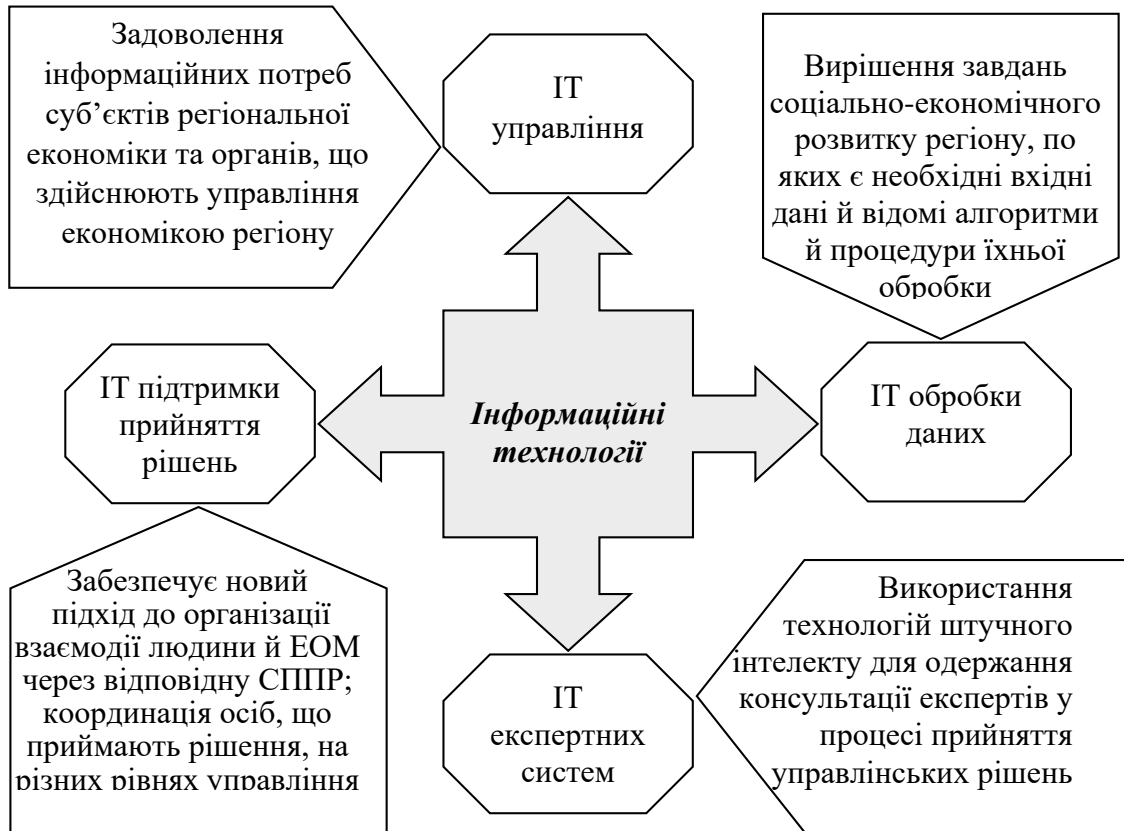 Задоволення
інформаційних потреб
суб’єктів регіональної
економіки та органів, що
здійснюють управління
економікою регіону
ІТ
управління
Вирішення завдань
соціально-економічного
розвитку регіону, по
яких є необхідні вхідні
дані й відомі алгоритми
й процедури їхньої
обробки
ІТ підтримки
прийняття
рішень
Інформаційні
технології
ІТ обробки
даних
Забезпечує новий
підхід до організації
взаємодії людини й ЕОМ
через відповідну СППР;
координація осіб, що
приймають рішення, на
різних рівнях управління
ІТ
експертних
систем
Використання
технологій штучного
інтелекту для одержання
консультації експертів у
процесі прийняття
управлінських рішень